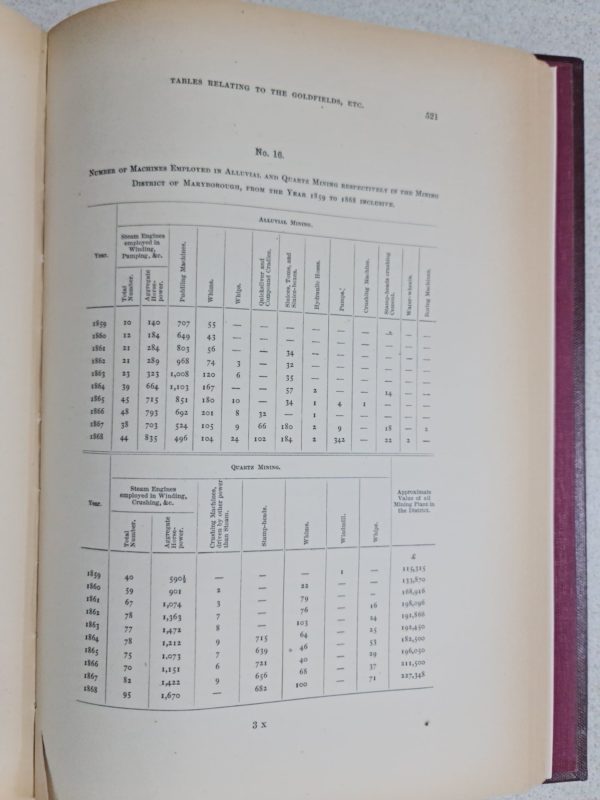 TABLES RELATING TO THE GOLDFIELDS, ETC.
521
No. 16.
NUMBER OF MACHINES EMPLOYED IN ALLUVIAL AND QUARTZ MINING RESPECTIVELY IN THE MINING
DISTRICT OF MARYBOROUGH, FROM THE YEAR 1859 TO 1868 INCLUSIVE.
ALLUVIAL MINING.
Year.
Steam Engines
employed in
Winding,
Pumping, &c.
Total
Number.
Aggregate
Horse-
power.
Puddling Machines.
Whims.
Whips.
Quicksilver and
Compound Cradles.
Sluices, Toms, and
Sluice-boxes.
Hydraulic Hoses.
Pumps.
Crushing Machine.
Stamp-heads crushing
Cement.
Water-wheels.
Boring Machines.
1859 10 140 707 55 — — — — — — — — —
1860 12 184 649 43 — — — — — — — — —
1861 21 284 803 56 — — 34 — — — — — —
1862 21 289 968 74 3 — 32 — — — — — —
1863 23 323 1,008 120 6 — 35 — — — — — —
1864 39 664 1,103 167 — — 57 2 — — 14 — —
1865 45 715 851 180 10 — 34 1 4 1 — — —
1866 48 793 692 201 8 32 — 1 — — — — —
1867 38 703 524 105 9 66 180 2 9 — 18 — 2
1868 44 835 496 104 24 102 184 2 342 — 22 2 —
QUARTZ MINING.
Year.
Steam Engines
employed in Winding,
Crushing, &c.
Total
Number.
Aggregate
Horse-
power.
Crushing Machines,
driven by other power
than Steam.
Stamp-heads.
Whims.
Windmill.
Whips.
Approximate
Value of all
Mining Plant in
the District.
£
1859 40 590½ — — — 1 — 115,325
1860 59 901 2 — 22 — — 133,870
1861 67 1,074 3 — 79 — — 168,916
1862 78 1,363 7 — 76 — 16 198,096
1863 77 1,472 8 — 103 — 24 191,868
1864 78 1,212 9 715 64 — 25 192,450
1865 75 1,073 7 639 46 — 53 182,500
1866 70 1,151 6 721 40 — 29 196,050
1867 82 1,422 9 656 68 — 37 211,500
1868 95 1,670 — 682 100 — 71 227,348
3 X